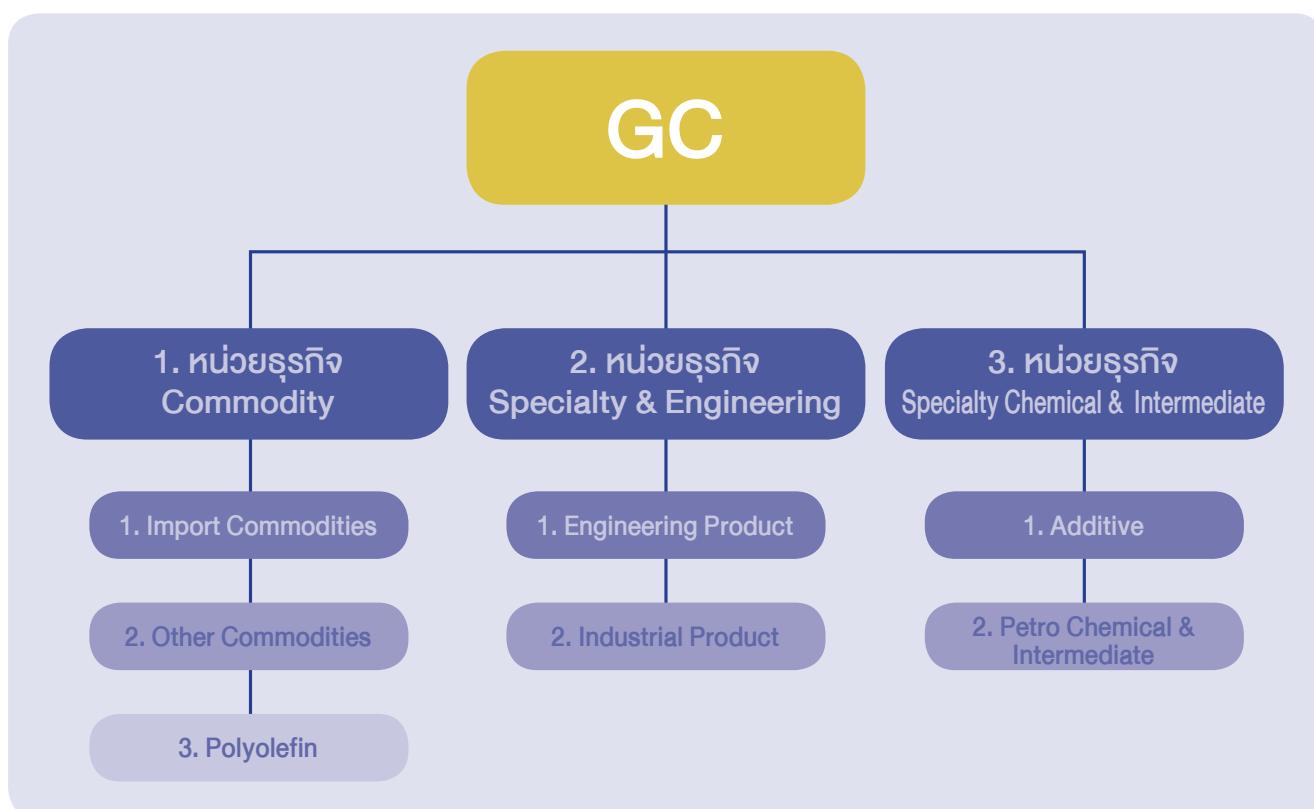 GC
1. หน่วยธุรกิจ
Commodity
2. หน่วยธุรกิจ
Specialty & Engineering
3. หน่วยธุรกิจ
Specialty Chemical & Intermediate
1. Import Commodities
1. Engineering Product
1. Additive
2. Other Commodities
2. Industrial Product
2. Petro Chemical &
Intermediate
3. Polyolefin